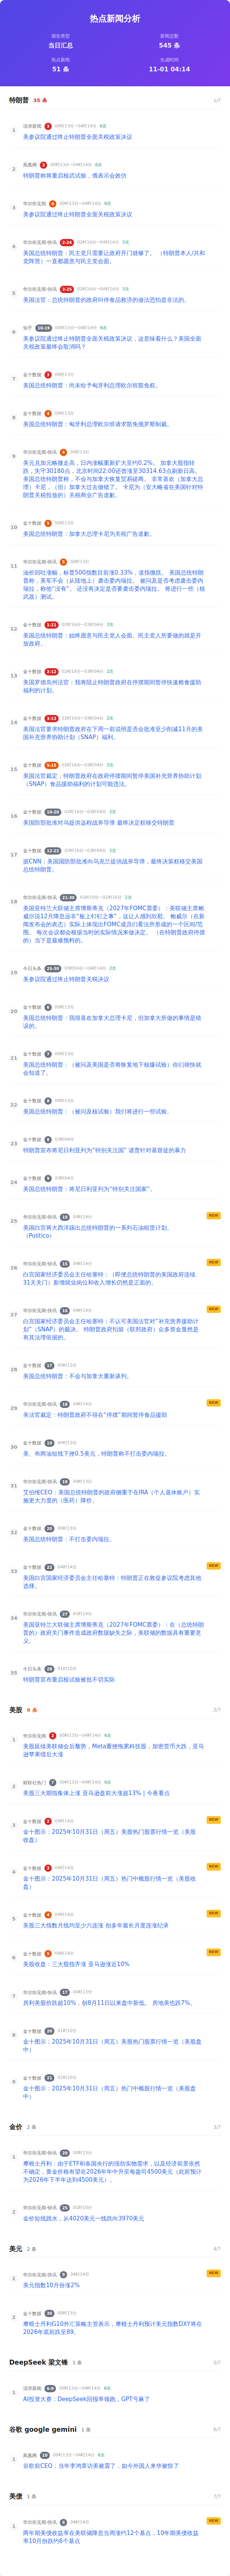 热点新闻分析
报告类型
新闻总数
当日汇总
545 条
热点新闻
生成时间
51 条
11-01 04:14
特朗普 35 条 1/7
1
澎湃新闻 3 00时13分~04时14分 6次
美参议院通过终止特朗普全面关税政策决议
2
凤凰网 3 00时13分~04时14分 6次
特朗普称将重启核武试验，俄表示会效仿
3
华尔街见闻 4 00时13分~04时14分 6次
美参议院通过终止特朗普全面关税政策决议
4
华尔街见闻-快讯 2-24 02时16分~04时14分 3次
美国总统特朗普：民主党只需要让政府开门就够了。（特朗普本人/共和
党阵营）一直都愿意与民主党会面。
5
华尔街见闻-快讯 3-25 02时16分~04时14分 3次
美国法官：总统特朗普的政府叫停食品救济的做法恐怕是非法的。
6
知乎 10-19 00时13分~04时14分 6次
美参议院通过终止特朗普全面关税政策决议，这意味着什么？美国全面
关税政策最终会取消吗？
7
金十数据 3 00时13分
美国总统特朗普：尚未给予匈牙利总理欧尔班豁免权。
8
金十数据 4 00时13分
美国总统特朗普：匈牙利总理欧尔班请求豁免俄罗斯制裁。
9
华尔街见闻-快讯 4 00时13分
美元兑加元略微走高，日内涨幅重新扩大至约0.2%。 加拿大股指转
跌，失守30180点，北京时间22:00还曾涨至30314.63点刷新日高。
美国总统特朗普称，不会与加拿大恢复贸易磋商。 非常喜欢（加拿大总
理）卡尼，（但）加拿大过去做错了。 卡尼为（安大略省在美国针对特
朗普关税投放的）关税商业广告道歉。
10
金十数据 5 00时13分
美国总统特朗普：加拿大总理卡尼为关税广告道歉。
11
华尔街见闻-快讯 5 00时13分
油价回吐涨幅，标普500指数目前涨0.33%，道指微跌。 美国总统特朗
普称，美军不会（从陆地上）袭击委内瑞拉。 被问及是否考虑袭击委内
瑞拉，称他“没有”。 还没有决定是否要袭击委内瑞拉。 将进行一些（核
武器）测试。
12
金十数据 1-11 02时16分~03时04分 2次
美国总统特朗普：始终愿意与民主党人会面。民主党人所要做的就是开
放政府。
13
金十数据 2-12 02时16分~03时04分 2次
美国罗德岛州法官：我将阻止特朗普政府在停摆期间暂停快速粮食援助
福利的计划。
14
金十数据 3-13 02时16分~03时04分 2次
美国法官要求特朗普政府在下周一前说明是否会批准至少削减11月的美
国补充营养协助计划（SNAP）福利。
15
金十数据 5-15 02时16分~03时04分 2次
美国法官裁定，特朗普政府在政府停摆期间暂停美国补充营养协助计划
（SNAP）食品援助福利的计划可能违法。
16
金十数据 10-20 02时16分~03时04分 2次
美国防部批准对乌提供远程战斧导弹 最终决定权移交特朗普
17
金十数据 12-22 02时16分~03时04分 2次
据CNN：美国国防部批准向乌克兰提供战斧导弹，最终决策权移交美国
总统特朗普。
18
华尔街见闻-快讯 21-30 01时10分~02时16分 2次
美国亚特兰大联储主席博斯蒂克（2027年FOMC票委）：美联储主席鲍
威尔说12月降息远非“板上钉钉之事”，这让人感到欣慰。 鲍威尔（在新
闻发布会的表态）实际上体现出FOMC成员们看法所形成的一个区间/范
围。 每次会议都会根据当时的实际情况来做决定。 （在特朗普政府停摆
的）当下是最难预料的。
19
今日头条 25-30 03时04分~04时14分 2次
美参议院通过终止特朗普关税决议
20
金十数据 6 00时13分
美国总统特朗普：我很喜欢加拿大总理卡尼，但加拿大所做的事情是错
误的。
21
金十数据 7 00时13分
美国总统特朗普：（被问及美国是否将恢复地下核爆试验）你们很快就
会知道了。
22
金十数据 8 00时13分
美国总统特朗普：（被问及核试验）我们将进行一些试验。
23
金十数据 8 03时04分
特朗普宣布将尼日利亚列为“特别关注国” 谴责针对基督徒的暴力
24
金十数据 9 03时04分
美国总统特朗普：将尼日利亚列为“特别关注国家”。
25
华尔街见闻-快讯 10 04时14分
NEW
美国白宫将大西洋踢出总统特朗普的一系列石油租赁计划。
（Politico）
26
华尔街见闻-快讯 15 04时14分
NEW
白宫国家经济委员会主任哈塞特：（即便总统特朗普的美国政府连续
31天关门）新增就业岗位和收入增长仍然是正面的。
27
华尔街见闻-快讯 16 04时14分
NEW
白宫国家经济委员会主任哈塞特：不认可美国法官对“补充营养援助计
划”（SNAP）的裁决。 特朗普政府扣留（联邦政府）众多资金显然是
有其法理依据的。
28
金十数据 17 00时13分
美国总统特朗普：不会与加拿大重新谈判。
29
华尔街见闻-快讯 18 04时14分
NEW
美法官裁定：特朗普政府不得在“停摆”期间暂停食品援助
30
金十数据 19 00时13分
美、布两油短线下挫0.5美元，特朗普称不打击委内瑞拉。
31
华尔街见闻-快讯 19 00时13分
艾伯维CEO：美国总统特朗普的政府侧重于在IRA（个人退休账户）实
施更大力度的（医药）降价。
32
金十数据 20 00时13分
美国总统特朗普：不打击委内瑞拉。
33
金十数据 22 04时14分
NEW
美国白宫国家经济委员会主任哈塞特：特朗普正在敦促参议院考虑其他
选择。
34
华尔街见闻-快讯 27 01时10分
美国亚特兰大联储主席博斯蒂克（2027年FOMC票委）：在（总统特朗
普的）政府关门事件造成政府数据缺失之际，美联储的数据具有重要意
义。
35
今日头条 28 01时10分
特朗普宣布重启核试验被批不切实际
美股 9 条 2/7
1
华尔街见闻 2 00时13分~04时14分 6次
美股延续美联储会后颓势，Meta重挫拖累科技股，加密货币大跌，亚马
逊苹果绩后大涨
2
财联社热门 7 00时13分~04时14分 6次
美股三大期指集体上涨 亚马逊盘前大涨超13% | 今夜看点
3
金十数据 2 04时14分
NEW
金十图示：2025年10月31日（周五）美股热门股票行情一览（美股
收盘）
4
金十数据 3 04时14分
NEW
金十图示：2025年10月31日（周五）热门中概股行情一览（美股收
盘）
5
金十数据 4 04时14分
NEW
美股三大指数月线均至少六连涨 创多年最长月度连涨纪录
6
金十数据 5 04时14分
NEW
美股收盘：三大股指齐涨 亚马逊涨近10%
7
华尔街见闻-快讯 17 00时13分
房利美股价跌超10%，创8月11日以来盘中新低。 房地美也跌7%。
8
金十数据 20 01时10分
金十图示：2025年10月31日（周五）美股热门股票行情一览（美股盘
中）
9
金十数据 21 01时10分
金十图示：2025年10月31日（周五）热门中概股行情一览（美股盘
中）
金价 2 条 3/7
1
华尔街见闻-快讯 20 00时13分
摩根士丹利：由于ETF和各国央行的强劲实物需求，以及经济前景依然
不确定，黄金价格有望在2026年年中升至每盎司4500美元（此前预计
为2026年下半年达到4500美元）。
2
华尔街见闻-快讯 26 01时10分
金价短线跳水，从4020美元一线跌向3970美元
美元 2 条 4/7
1
华尔街见闻-快讯 9 04时14分
NEW
美元指数10月份涨2%
2
金十数据 30 00时13分
摩根士丹利G10外汇策略主管表示，摩根士丹利预计美元指数DXY将在
2026年底前跌至89。
DeepSeek 梁文锋 1 条 5/7
1
澎湃新闻 6-9 00时13分~04时14分 6次
AI投资大赛：DeepSeek回报率领跑，GPT亏麻了
谷歌 google gemini 1 条 6/7
1
凤凰网 10 00时13分~04时14分 6次
谷歌前CEO：当年李鸿章访美被震了，如今外国人来华被惊了
美债 1 条 7/7
1
华尔街见闻-快讯 6 04时14分
NEW
两年期美债收益率在美联储降息当周涨约12个基点，10年期美债收益
率10月份跌约6个基点